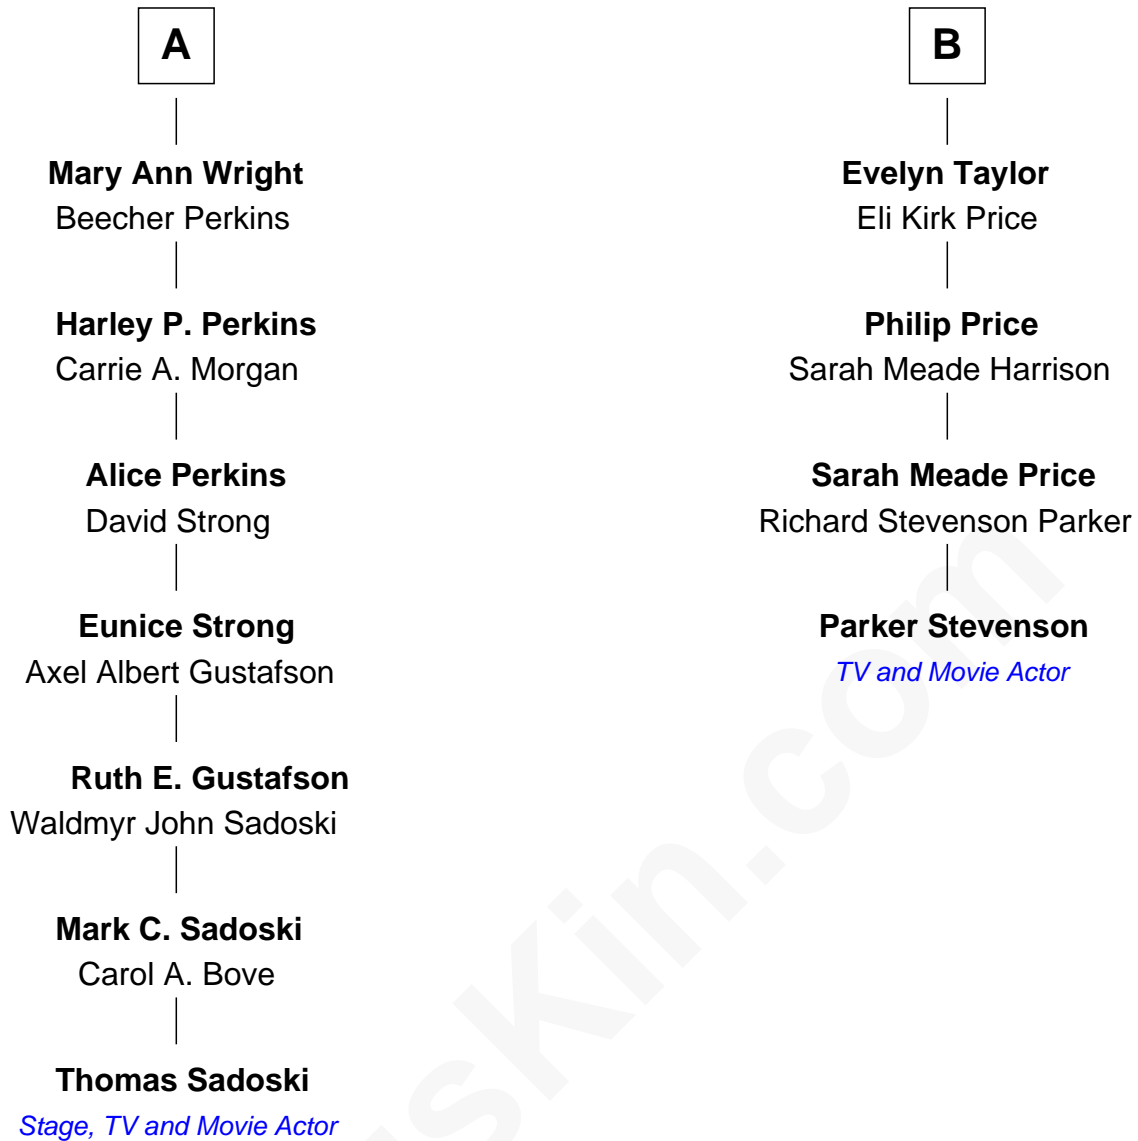 A
Mary Ann Wright
Beecher Perkins
Harley P. Perkins
Carrie A. Morgan
Alice Perkins
David Strong
Eunice Strong
Axel Albert Gustafson
Ruth E. Gustafson
Waldmyr John Sadoski
Mark C. Sadoski
Carol A. Bove
Thomas Sadoski
Stage, TV and Movie Actor
B
Evelyn Taylor
Eli Kirk Price
Philip Price
Sarah Meade Harrison
Sarah Meade Price
Richard Stevenson Parker
Parker Stevenson
TV and Movie Actor
sKin.com